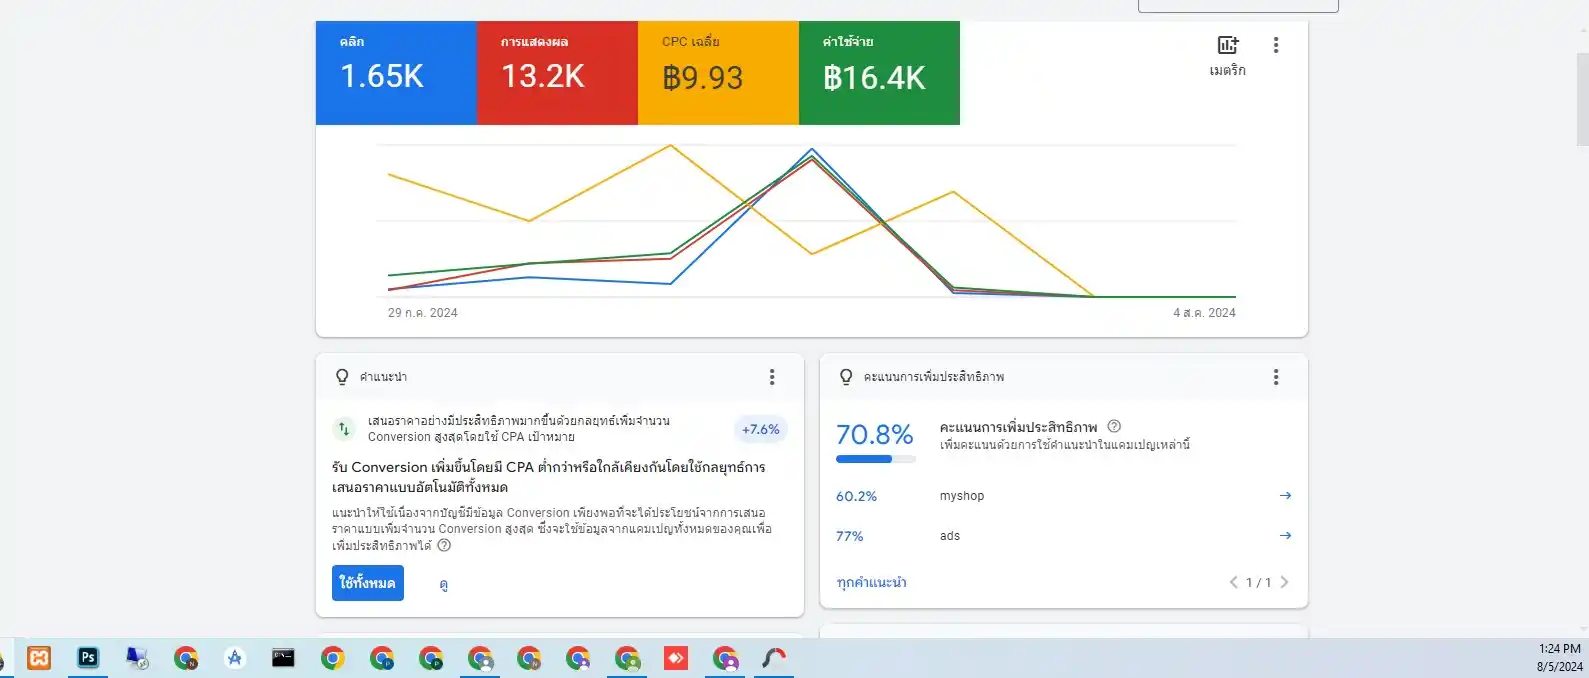 คลิก
1.65K
การแสดงผล
13.2K
CPC เฉลี่ย
฿9.93
ค่าใช้จ่าย
฿16.4K
เมตริก
29 ก.ค. 2024
4 ส.ค. 2024
คำแนะนำ
เสนอราคาอย่างมีประสิทธิภาพมากขึ้นด้วยกลยุทธ์เพิ่มจำนวน
Conversion สูงสุดโดยใช้ CPA เป้าหมาย
+7.6%
รับ Conversion เพิ่มขึ้นโดยมี CPA ต่ำกว่าหรือใกล้เคียงกันโดยใช้กลยุทธ์การ
เสนอราคาแบบอัตโนมัติทั้งหมด
แนะนำให้ใช้เนื่องจากบัญชีมีข้อมูล Conversion เพียงพอที่จะได้ประโยชน์จากการเสนอ
ราคาแบบเพิ่มจำนวน Conversion สูงสุด ซึ่งจะใช้ข้อมูลจากแคมเปญทั้งหมดของคุณเพื่อ
เพิ่มประสิทธิภาพได้
ใช้ทั้งหมด
ดู
คะแนนการเพิ่มประสิทธิภาพ
70.8%
คะแนนการเพิ่มประสิทธิภาพ
เพิ่มคะแนนด้วยการใช้คำแนะนำในแคมเปญเหล่านี้
60.2%
myshop
77%
ads
ทุกคำแนะนำ
1 / 1
Ps
1:24 PM
8/5/2024